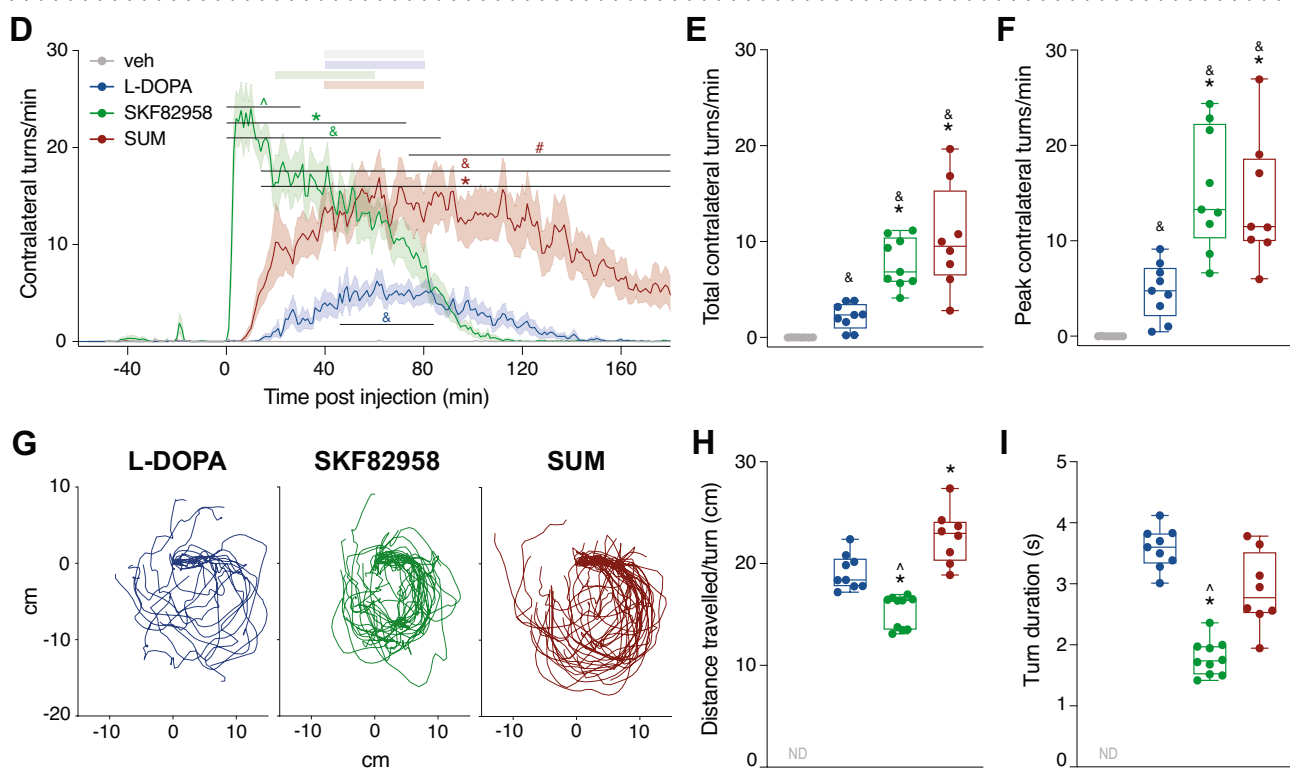 D
Contralateral turns/min
30
20
10
0
veh
L-DOPA
SKF82958
SUM
^
*
&
#
&
*
&
-40 0 40 80 120 160
Time post injection (min)
E
Total contralateral turns/min
30
20
10
0
&
&
*
&
*
F
Peak contralateral turns/min
30
20
10
0
&
&
*
&
*
G
L-DOPA SKF82958 SUM
cm
10
0
-10
-20
-10 0 10 -10 0 10 -10 0 10
cm
H
Distance travelled/turn (cm)
30
20
10
0
ND
^
*
*
I
Turn duration (s)
5
4
3
2
1
0
ND
^
*